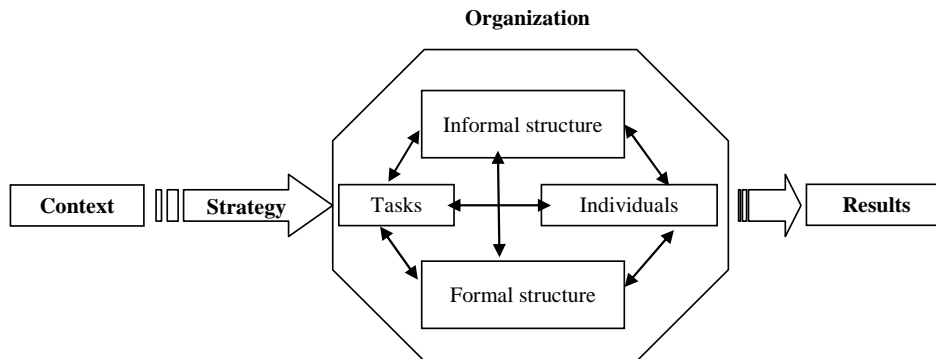 Organization
Informal structure
Context
Strategy
Tasks
Individuals
Results
Formal structure